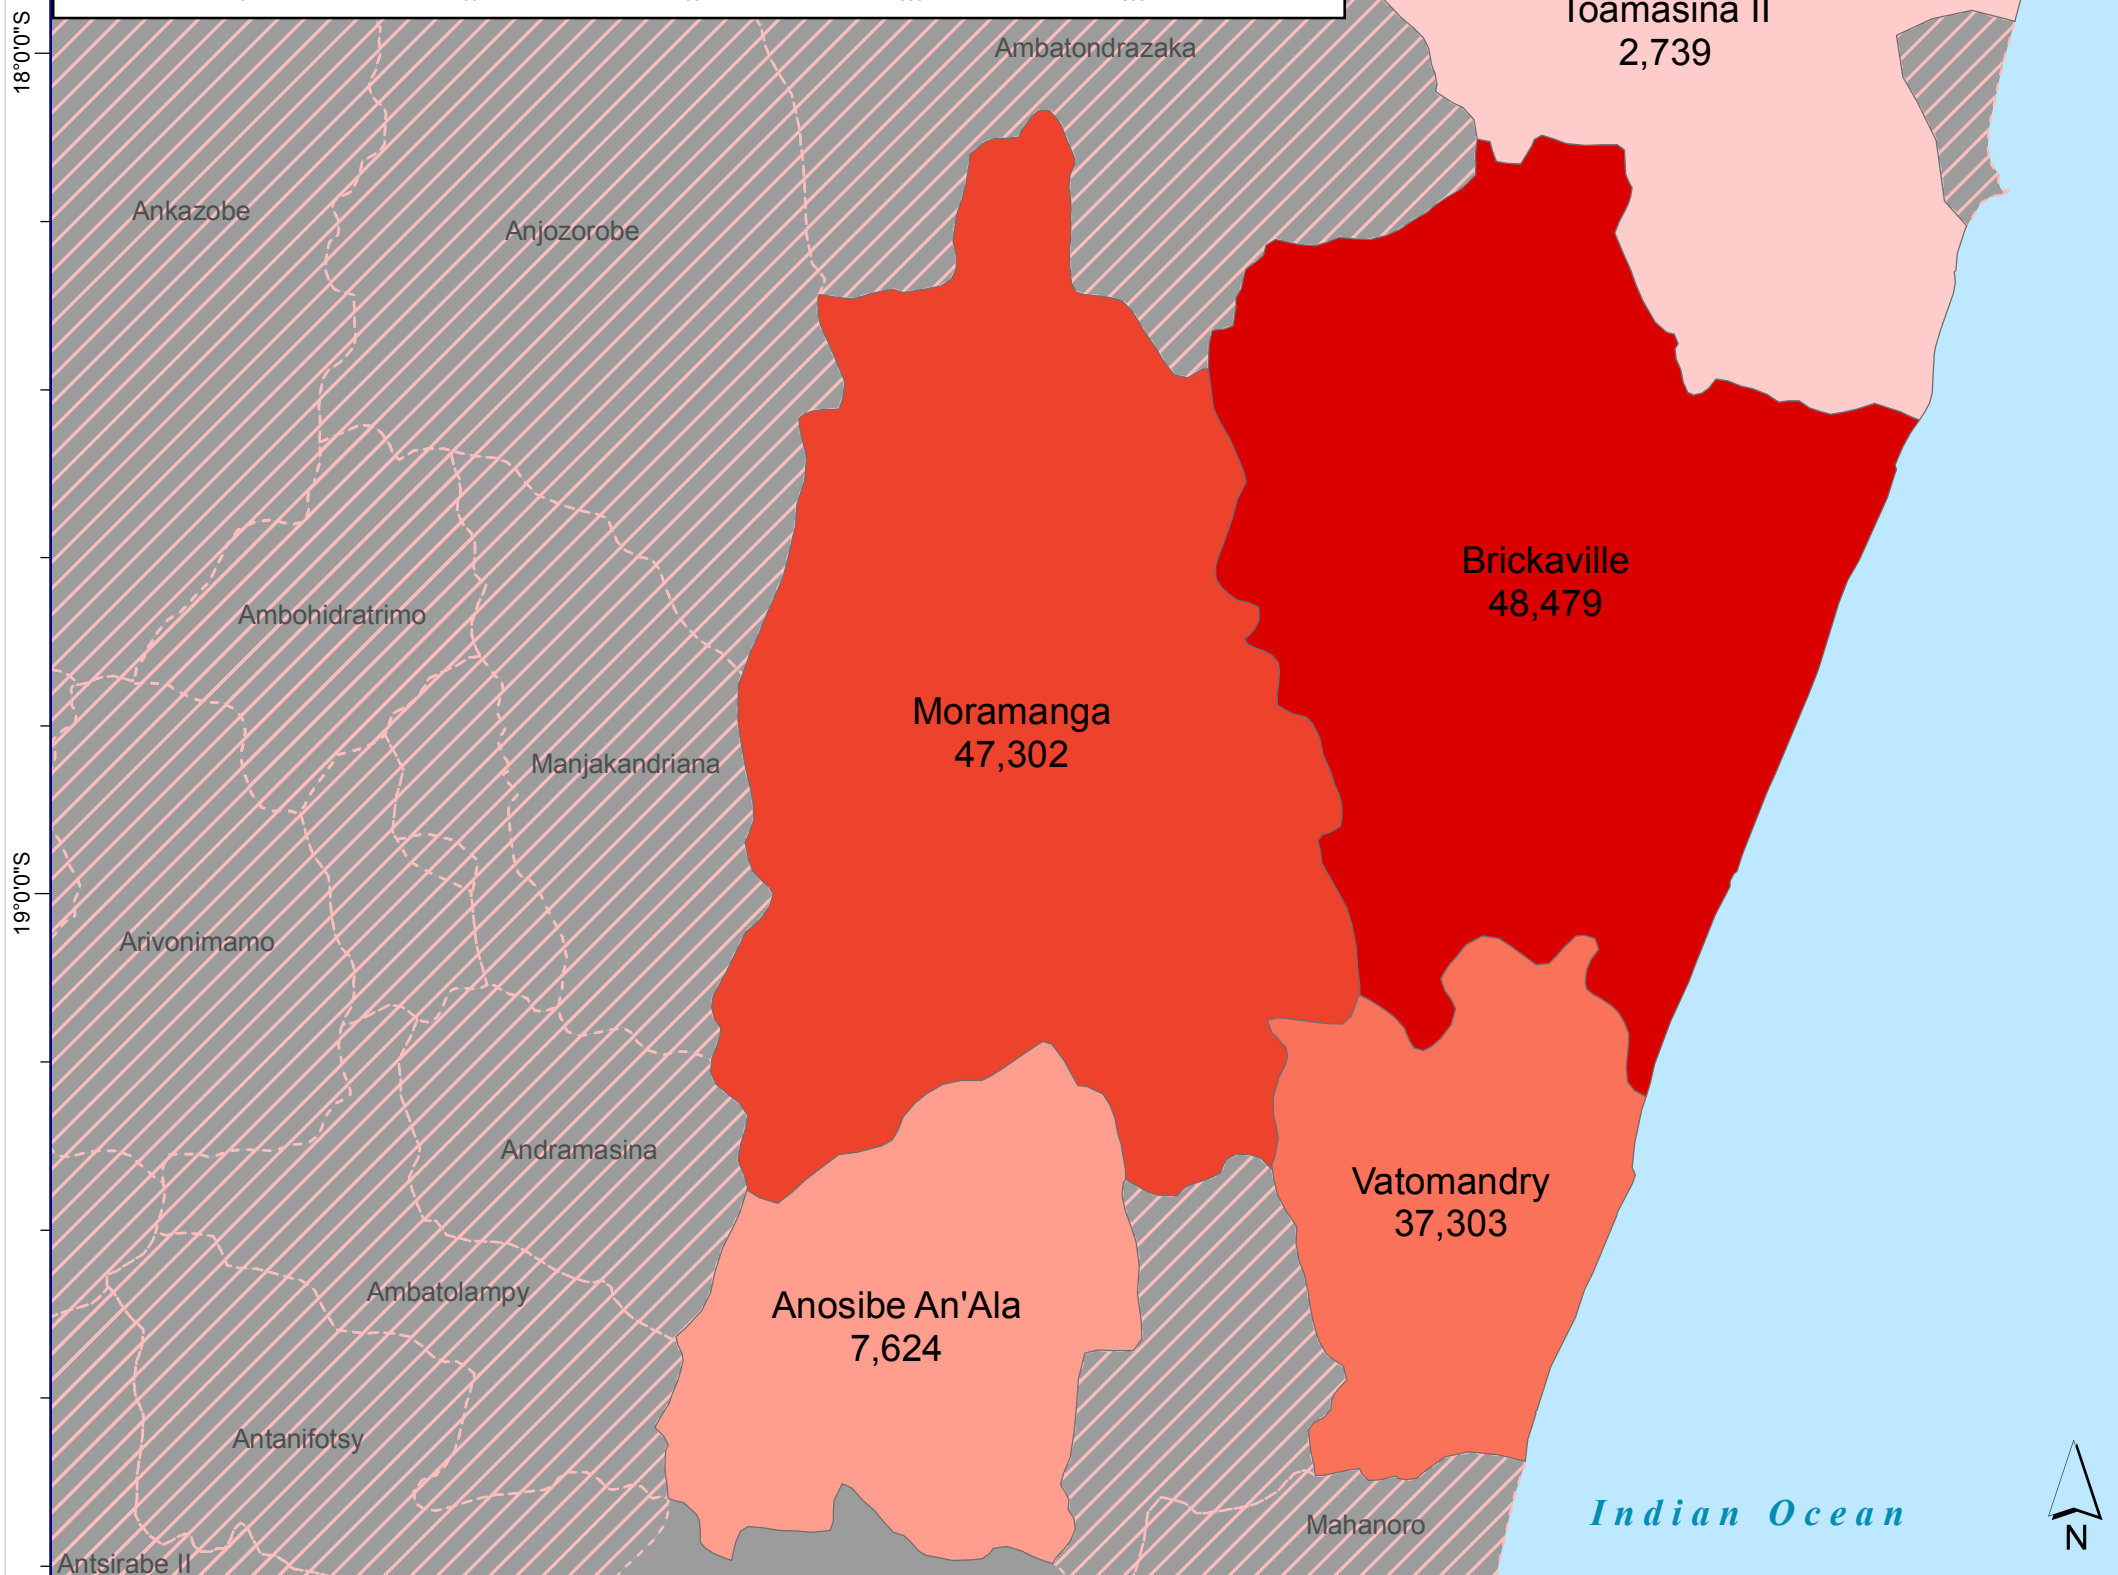 Toamasina II
2,739
18°0'0"S
Ambatondrazaka
Ankazobe
Anjozorobe
Brickaville
48,479
Ambohidratrimo
Moramanga
47,302
Manjakandriana
19°0'0"S
Arivonimamo
Andramasina
Vatomandry
37,303
Ambatolampy
Anosibe An'Ala
7,624
Antanifotsy
Indian Ocean
Mahanoro
N
Antsirabe II